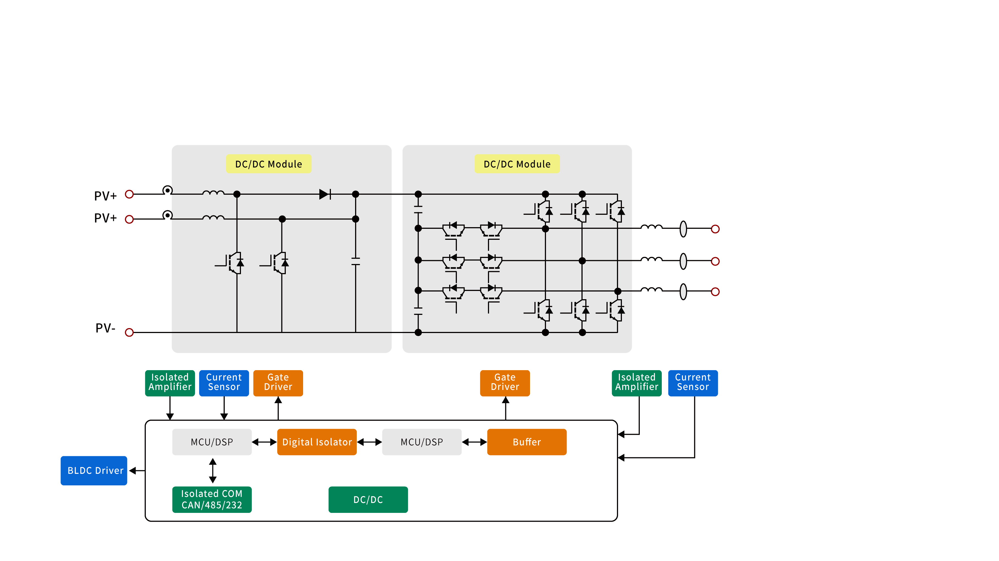 DC/DC Module
DC/DC Module
PV+
PV+
PV-
Isolated
Amplifier
Current
Sensor
Gate
Driver
Gate
Driver
Isolated
Amplifier
Current
Sensor
MCU/DSP
Digital Isolator
MCU/DSP
Buffer
BLDC Driver
Isolated COM
CAN/485/232
DC/DC